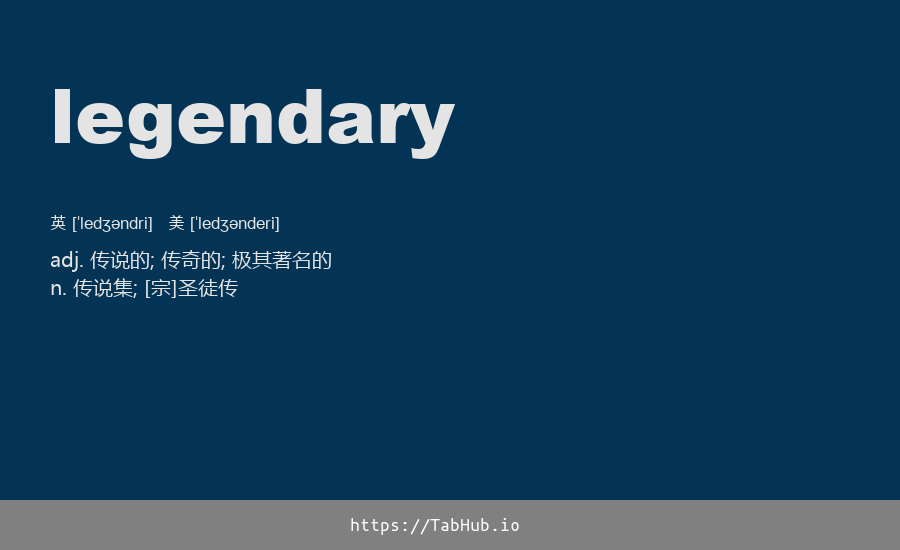 legendary
英 [ˈledʒəndri] 美 [ˈledʒənderi]
adj. 传说的; 传奇的; 极其著名的
n. 传说集; [宗]圣徒传
https://TabHub.io